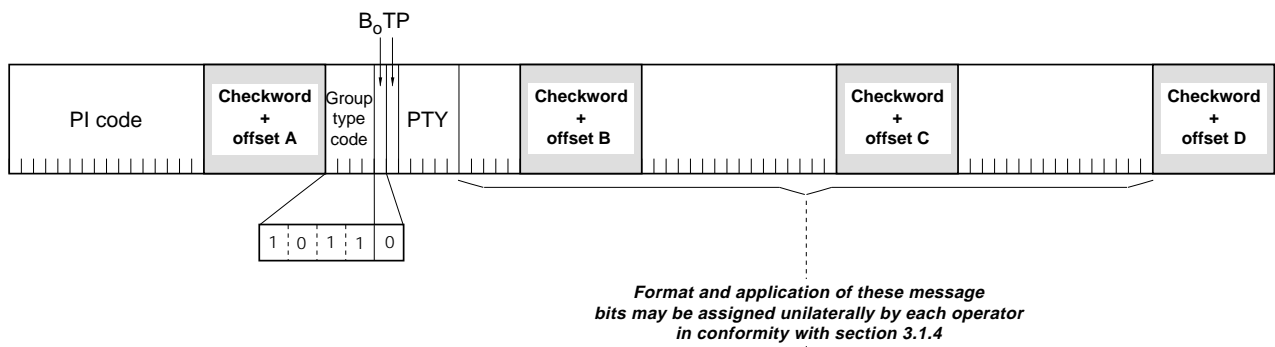 BoTP
PI code
Checkword
+
offset A
Group
type
code
PTY
Checkword
+
offset B
Checkword
+
offset C
Checkword
+
offset D
1 0 1 1 0
Format and application of these message
bits may be assigned unilaterally by each operator
in conformity with section 3.1.4